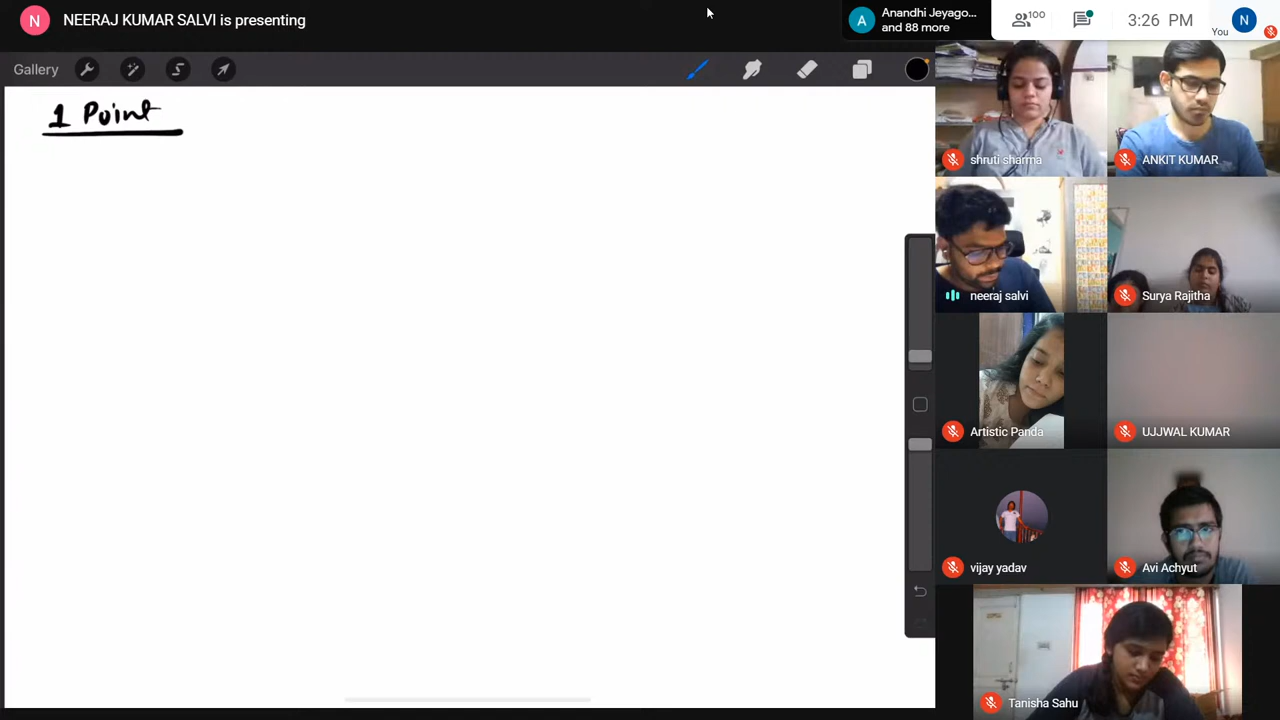 N NEERAJ KUMAR SALVI is presenting
A Anandhi Jeyago...
and 88 more
100
3:26 PM
You
N
Gallery
1 Point
shruti sharma
ANKIT KUMAR
neeraj salvi
Surya Rajitha
Artistic Panda
UJJWAL KUMAR
vijay yadav
Avi Achyut
Tanisha Sahu